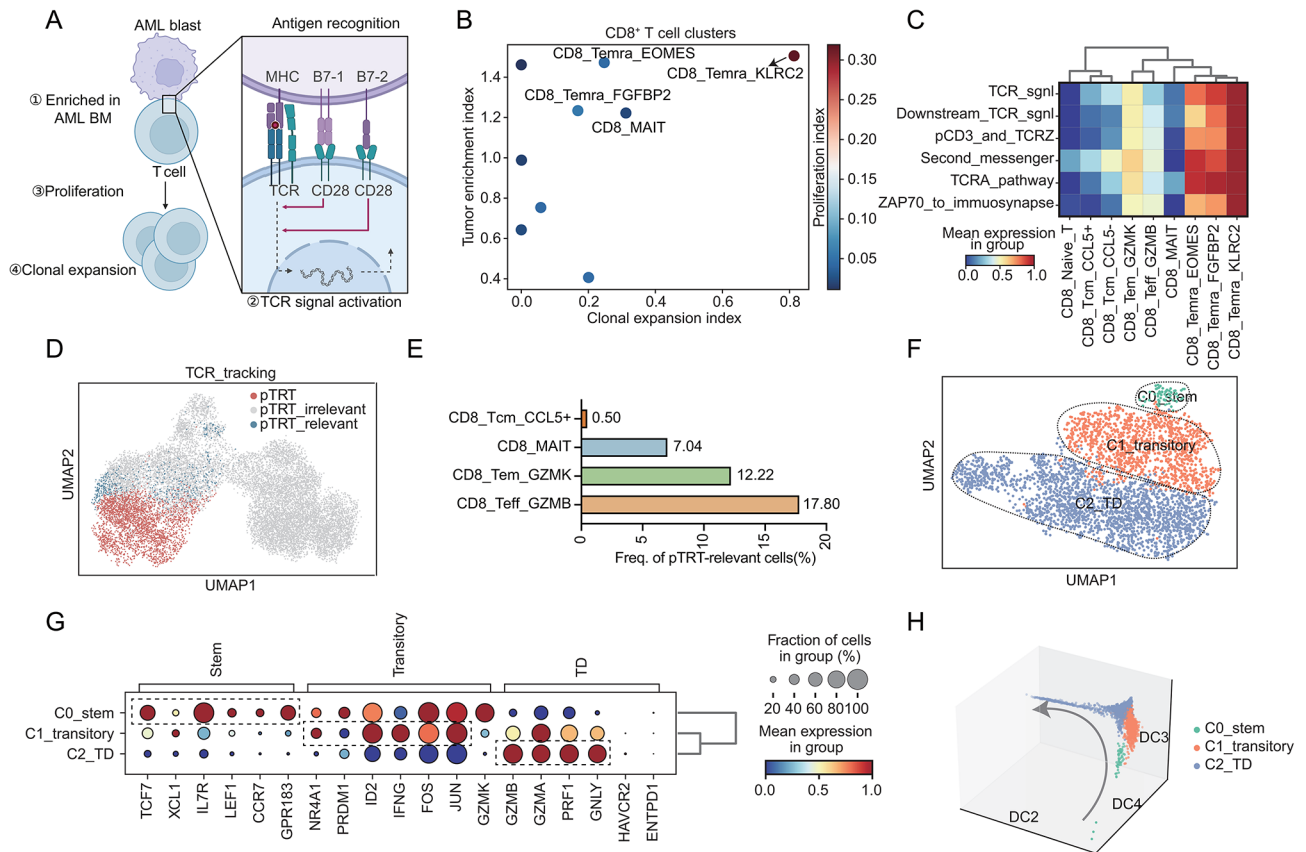 A
AML blast
① Enriched in
AML BM
T cell
③Proliferation
④Clonal expansion
Antigen recognition
MHC B7-1 B7-2
TCR CD28 CD28
②TCR signal activation
B
CD8⁺ T cell clusters
CD8_Temra_EOMES
CD8_Temra_KLRC2
CD8_Temra_FGFBP2
CD8_MAIT
Tumor enrichment index
1.4
1.2
1.0
0.8
0.6
0.4
0.0 0.2 0.4 0.6 0.8
Clonal expansion index
Proliferation index
0.30
0.25
0.20
0.15
0.10
0.05
C
TCR_sgnl
Downstream_TCR_sgnl
pCD3_and_TCRZ
Second_messenger
TCRA_pathway
ZAP70_to_immuosynapse
Mean expression
in group
0.0 0.5 1.0
CD8_Naive_T
CD8_Tcm_CCL5+
CD8_Tcm_CCL5-
CD8_Tem_GZMK
CD8_Teff_GZMB
CD8_MAIT
CD8_Temra_EOMES
CD8_Temra_FGFBP2
CD8_Temra_KLRC2
D
TCR_tracking
pTRT
pTRT_irrelevant
pTRT_relevant
UMAP2
UMAP1
E
CD8_Tcm_CCL5+ 0.50
CD8_MAIT 7.04
CD8_Tem_GZMK 12.22
CD8_Teff_GZMB 17.80
0 5 10 15 20
Freq. of pTRT-relevant cells(%)
F
C0_stem
C1_transitory
C2_TD
UMAP2
UMAP1
G
Stem Transitory TD
C0_stem
C1_transitory
C2_TD
TCF7 XCL1 IL7R LEF1 CCR7 GPR183 NR4A1 PRDM1 ID2 IFNG FOS JUN GZMK GZMB GZMA PRF1 GNLY HAVCR2 ENTPD1
Fraction of cells
in group (%)
20 40 60 80 100
Mean expression
in group
0.0 0.5 1.0
H
DC3
DC4
DC2
C0_stem
C1_transitory
C2_TD